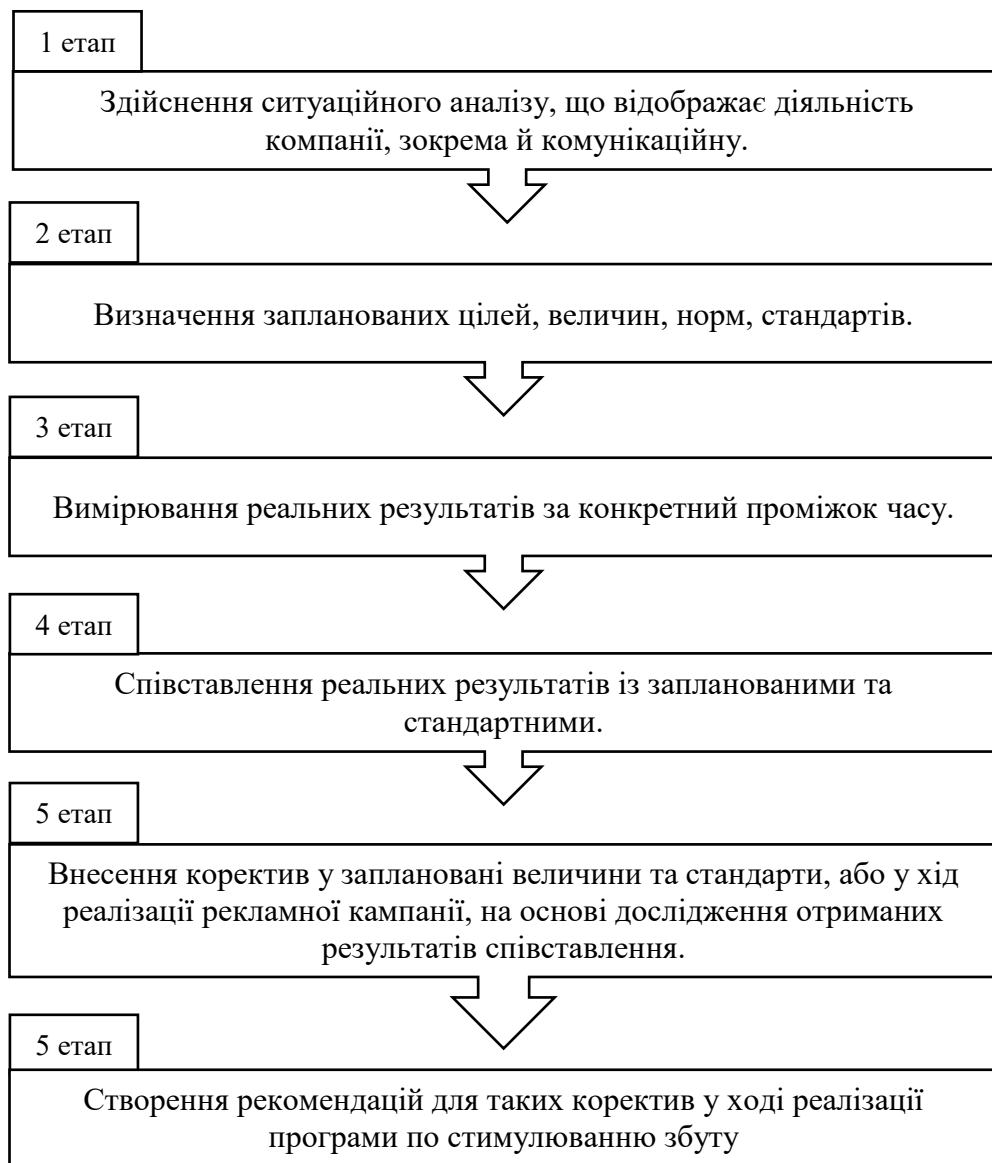 1 етап
Здійснення ситуаційного аналізу, що відображає діяльність
компанії, зокрема й комунікаційну.
2 етап
Визначення запланованих цілей, величин, норм, стандартів.
3 етап
Вимірювання реальних результатів за конкретний проміжок часу.
4 етап
Співставлення реальних результатів із запланованими та
стандартними.
5 етап
Внесення коректив у заплановані величини та стандарти, або у хід
реалізації рекламної кампанії, на основі дослідження отриманих
результатів співставлення.
5 етап
Створення рекомендацій для таких коректив у ході реалізації
програми по стимулюванню збуту